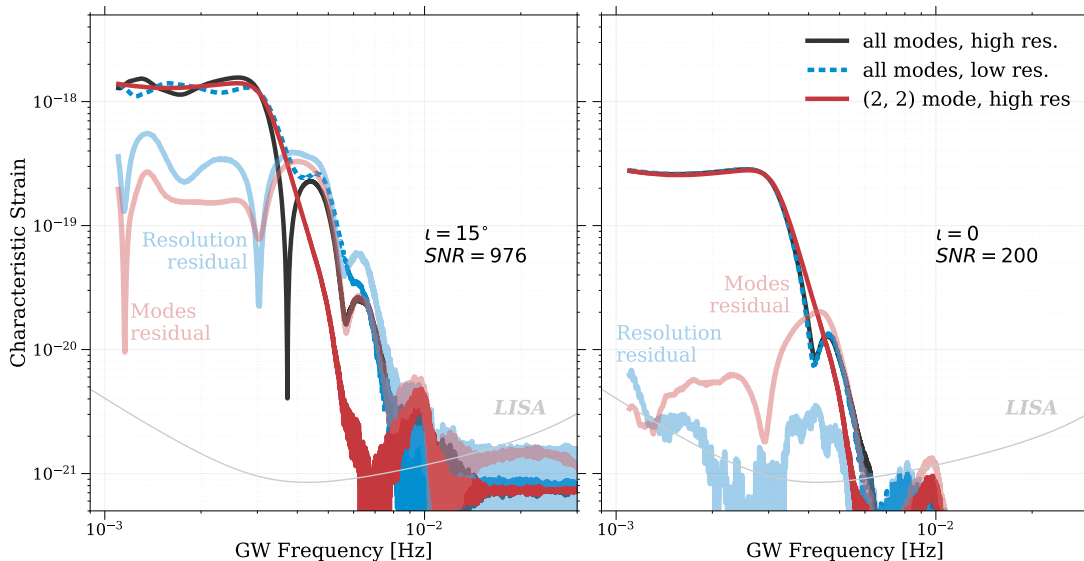 Characteristic Strain
10⁻¹⁸
10⁻¹⁹
10⁻²⁰
10⁻²¹
Resolution
residual
Modes
residual
ι = 15°
SNR = 976
LISA
10⁻³
10⁻²
GW Frequency [Hz]
all modes, high res.
all modes, low res.
(2, 2) mode, high res
ι = 0
SNR = 200
Modes
residual
Resolution
residual
LISA
10⁻³
10⁻²
GW Frequency [Hz]